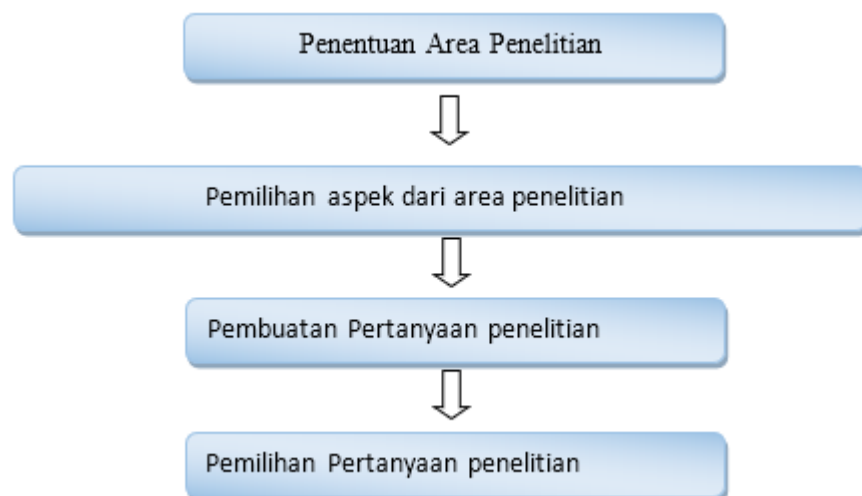 Penentuan Area Penelitian
Pemilihan aspek dari area penelitian
Pembuatan Pertanyaan penelitian
Pemilihan Pertanyaan penelitian